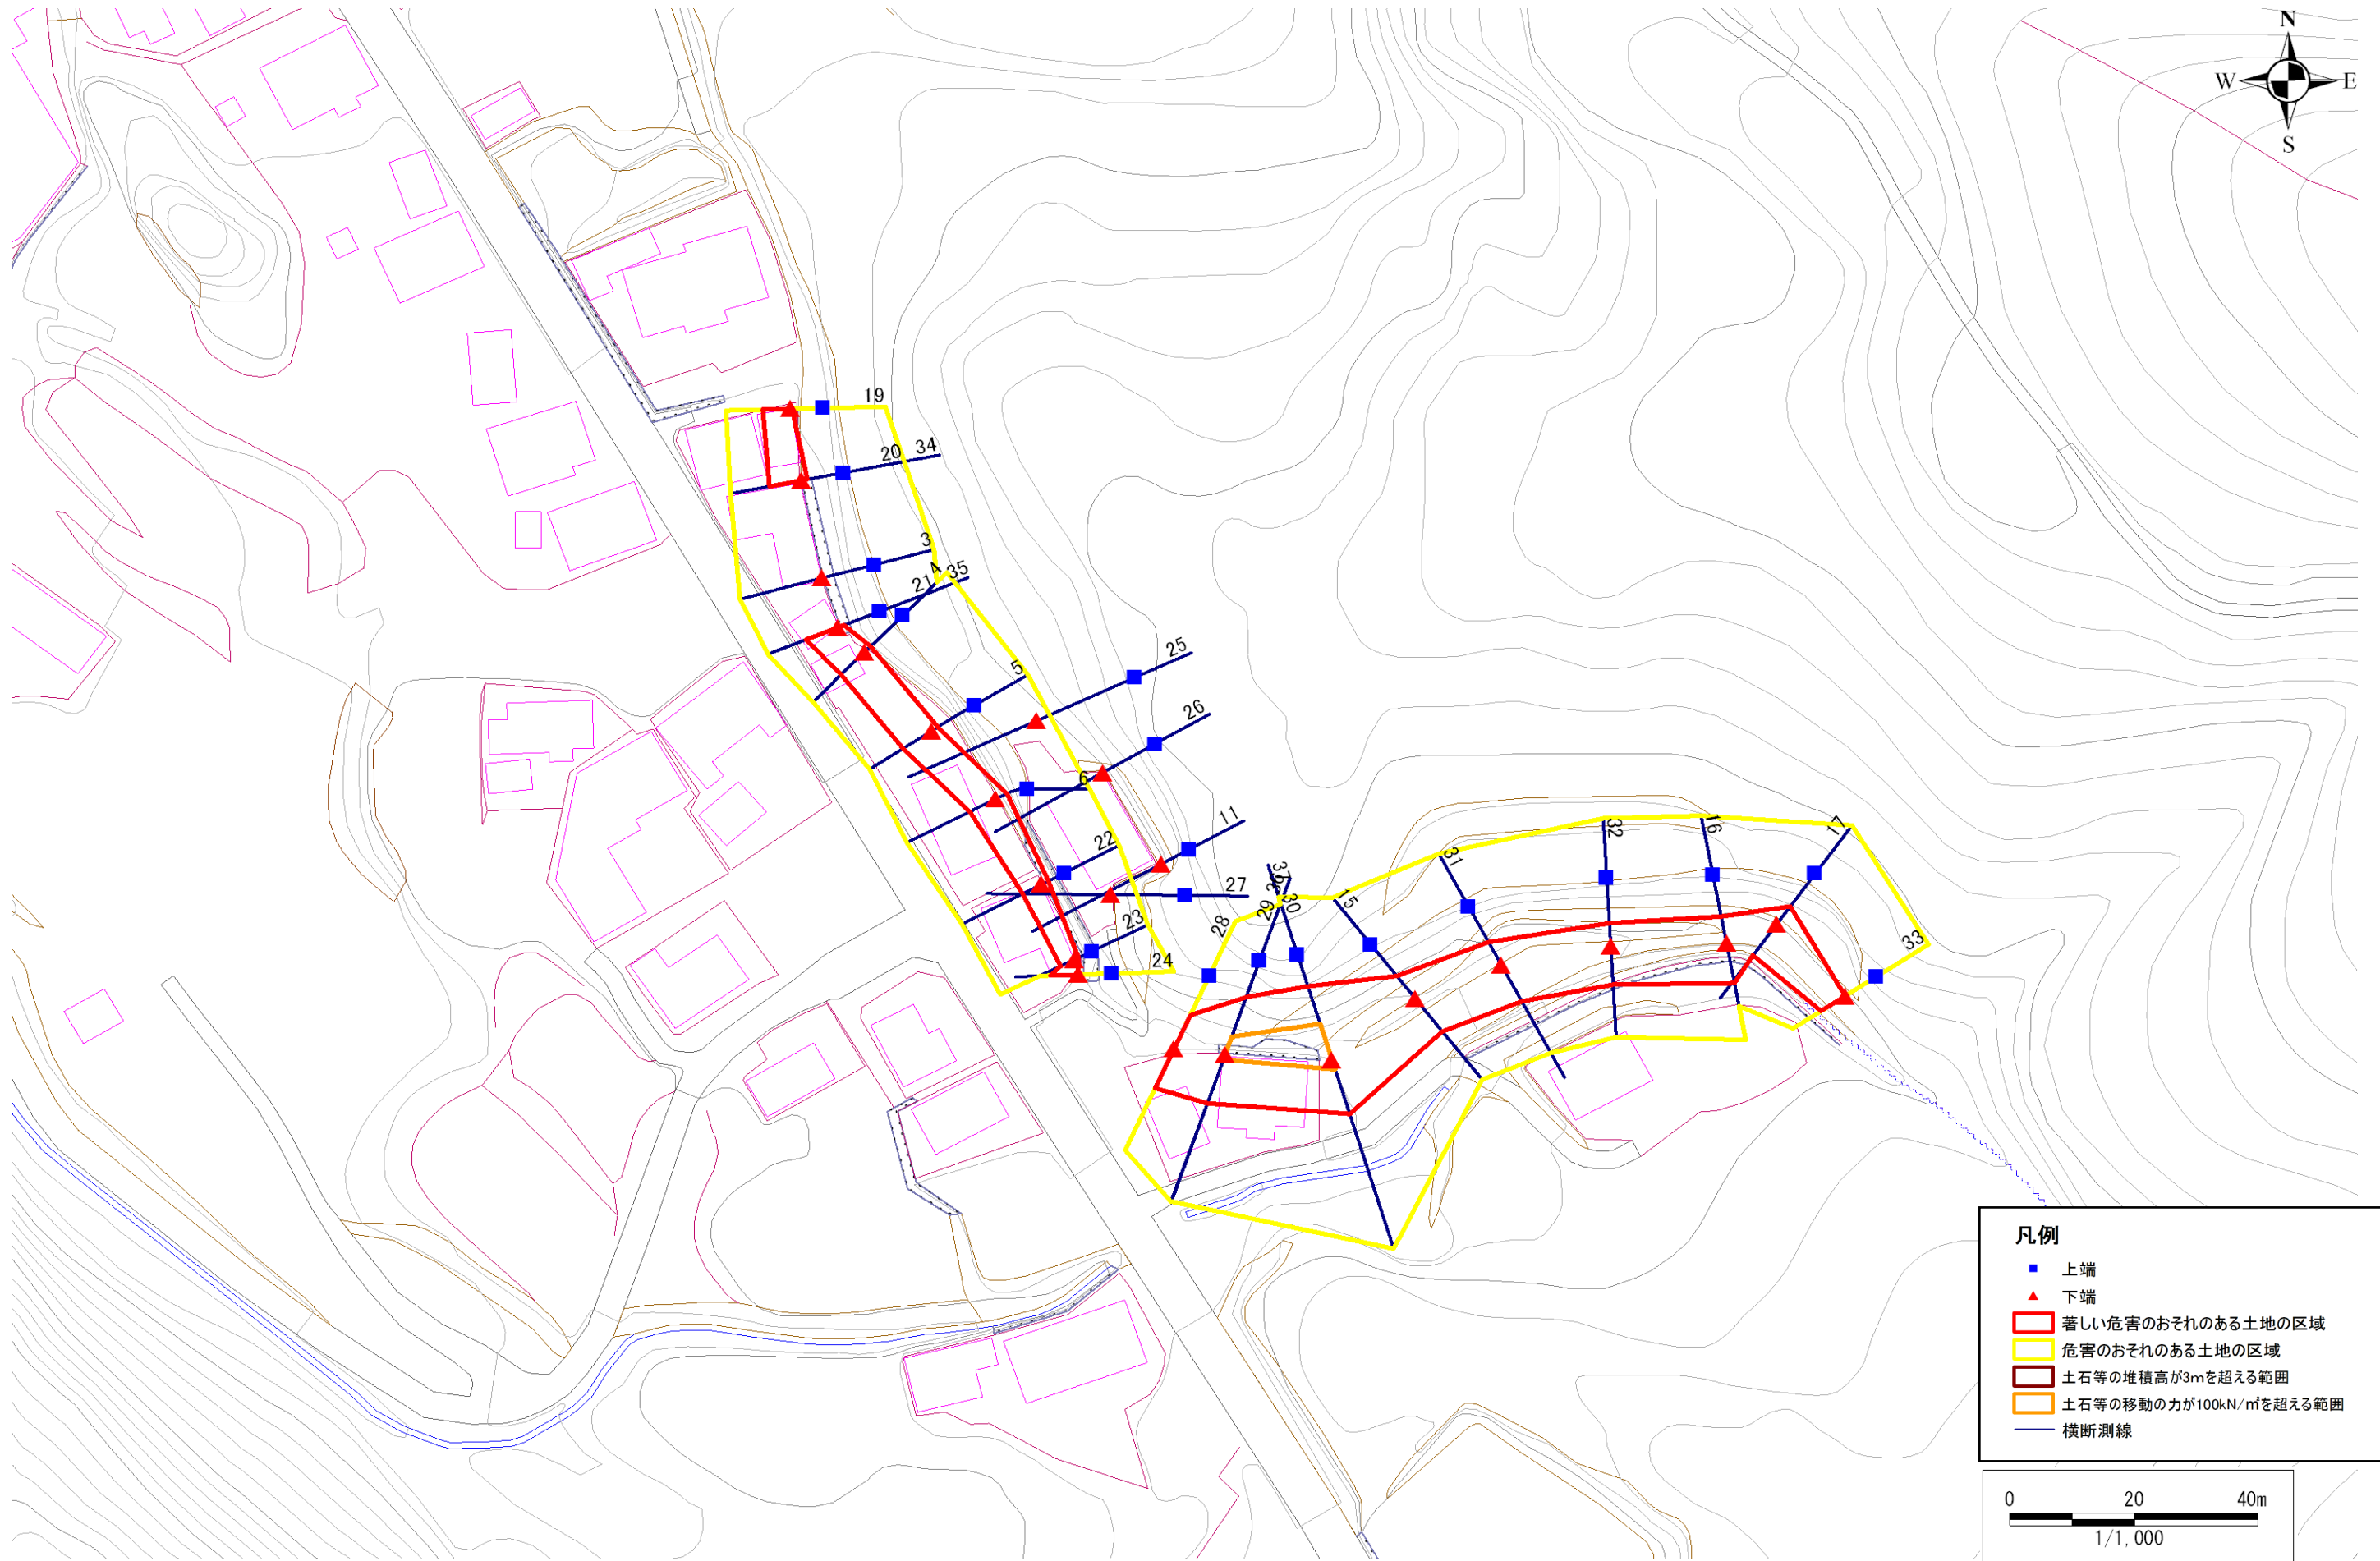 N
W E
S
19
20 34
3
21 4 35
5
25
26
6
11
22
27
23
24
28
29
36
37
30
15
31
32
16
17
33
凡例
上端
下端
著しい危害のおそれのある土地の区域
危害のおそれのある土地の区域
土石等の堆積高が3mを超える範囲
土石等の移動の力が100kN/㎡を超える範囲
横断測線
0 20 40m
1/1,000